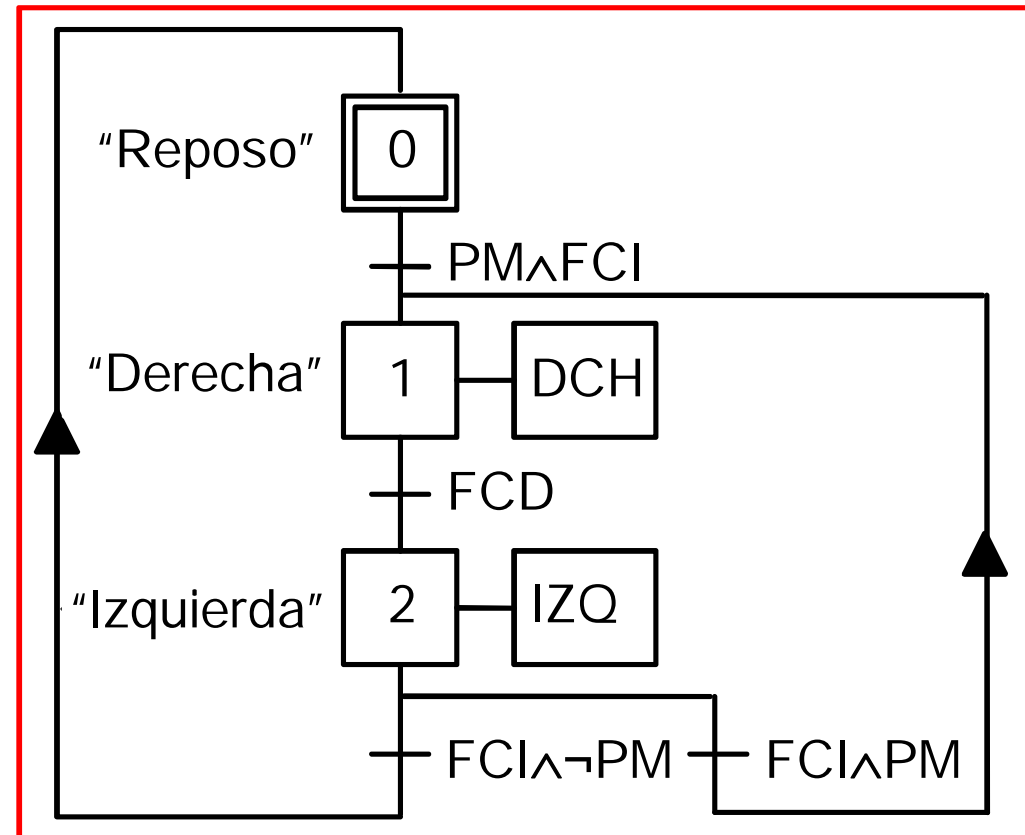 “Reposo” 0
PM∧FCI
“Derecha” 1 DCH
FCD
“Izquierda” 2 IZQ
FCI∧¬PM FCI∧PM